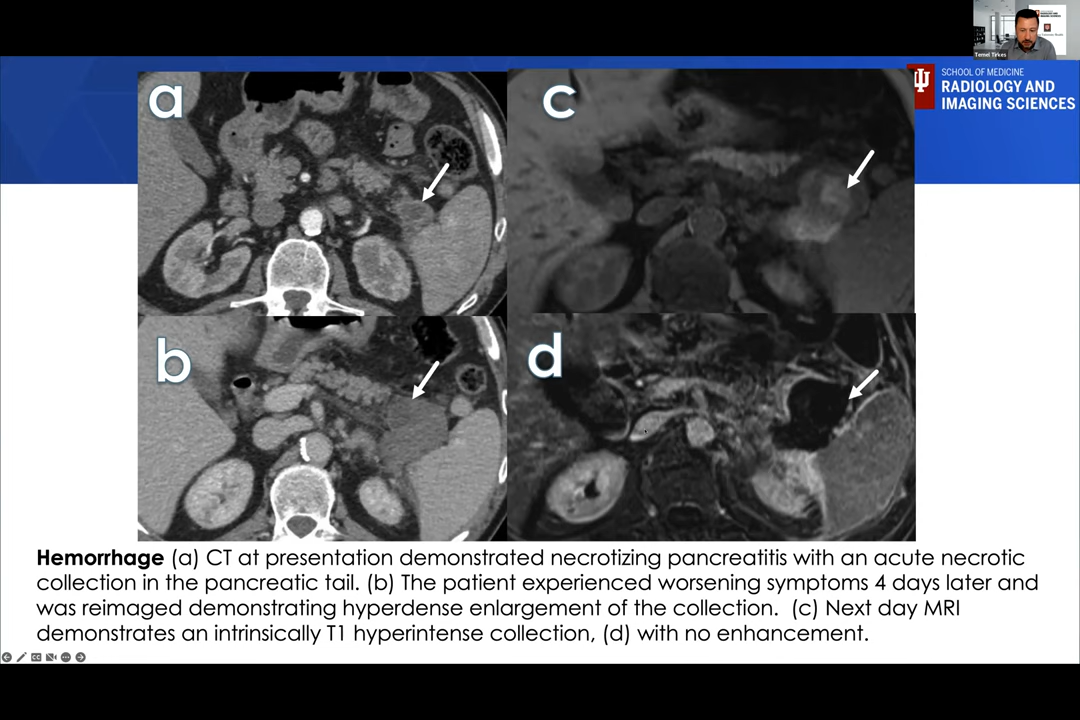 Temel Tirkes
SCHOOL OF MEDICINE
RADIOLOGY AND
IMAGING SCIENCES
a
c
b
d
Hemorrhage (a) CT at presentation demonstrated necrotizing pancreatitis with an acute necrotic
collection in the pancreatic tail. (b) The patient experienced worsening symptoms 4 days later and
was reimaged demonstrating hyperdense enlargement of the collection. (c) Next day MRI
demonstrates an intrinsically T1 hyperintense collection, (d) with no enhancement.